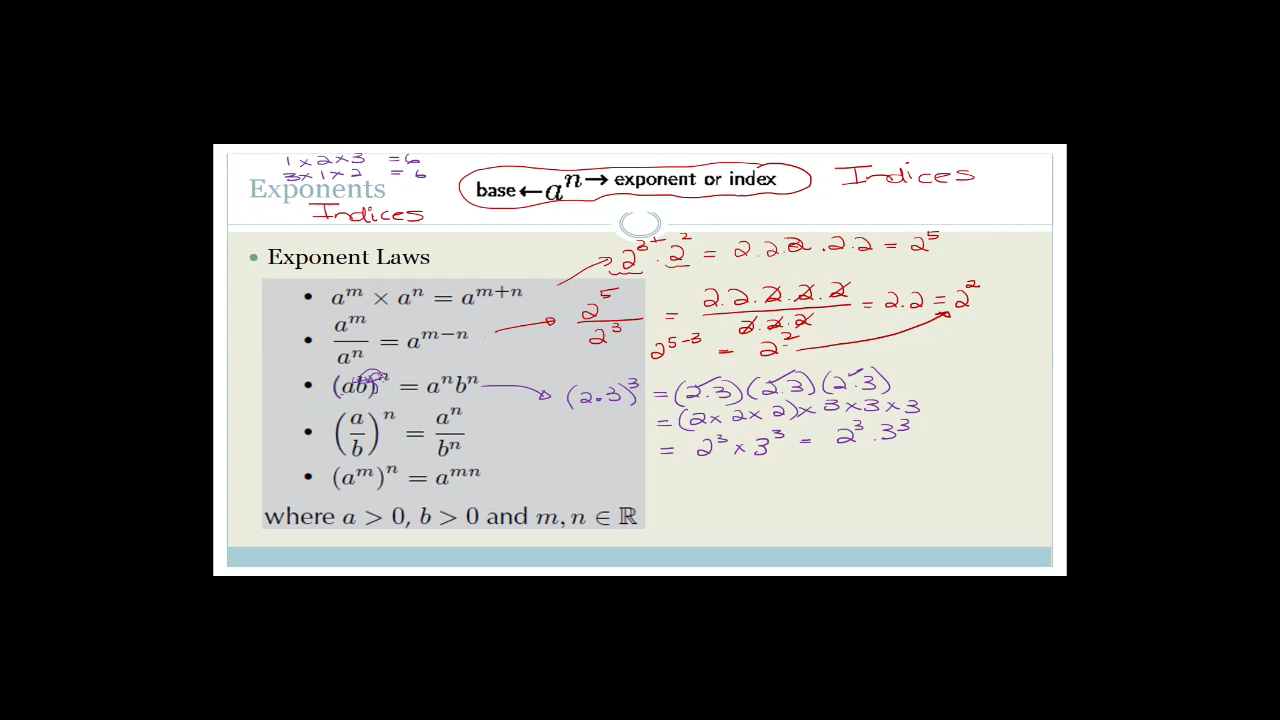 1 × 2 × 3 = 6
3 × 1 × 2 = 6
Exponents
Indices
base ← aⁿ → exponent or index
Indices
• Exponent Laws
• aᵐ × aⁿ = aᵐ⁺ⁿ
• aᵐ/aⁿ = aᵐ⁻ⁿ
• (ab)ⁿ = aⁿbⁿ
• (a/b)ⁿ = aⁿ/bⁿ
• (aᵐ)ⁿ = aᵐⁿ
where a > 0, b > 0 and m, n ∈ ℝ
2³⁺ · 2² = 2.2.2.2.2 = 2⁵
2⁵/2³ = 2.2.2.2.2/2.2.2 = 2.2 = 2²
2⁵⁻³ = 2²
(2.3)³ = (2.3)(2.3)(2.3)
= (2×2×2)×3×3×3
= 2³ × 3³ = 2³ . 3³